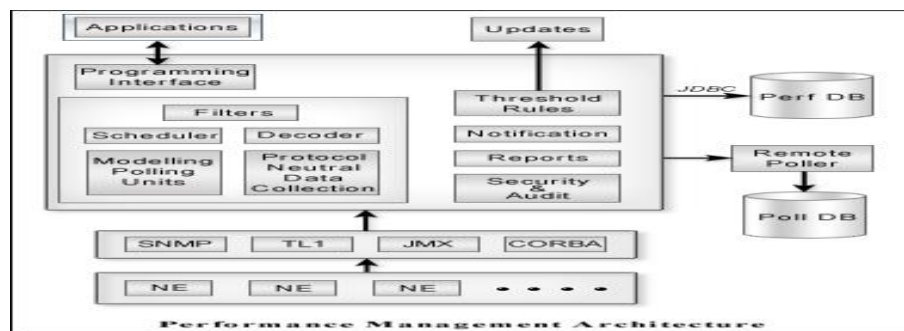 Applications
Updates
Programming
Interface
Filters
Scheduler
Decoder
Modelling
Polling
Units
Protocol
Neutral
Data
Collection
Threshold
Rules
Notification
Reports
Security
&
Audit
JDBC
Perf DB
Remote
Poller
Poll DB
SNMP TL1 JMX CORBA
NE NE NE
Performance Management Architecture